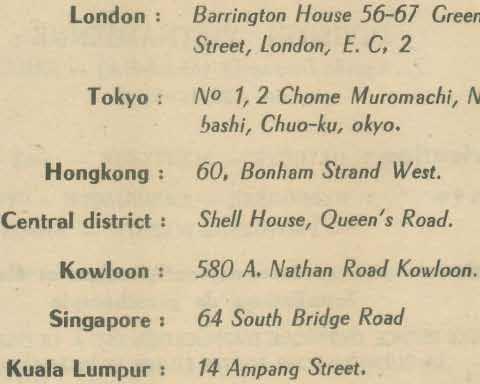 London : Barrington House 56-67 Green
Street, London, E. C, 2
Tokyo : Nº 1, 2 Chome Muromachi, N
bashi, Chuo-ku, okyo.
Hongkong : 60, Bonham Strand West.
Central district : Shell House, Queen's Road.
Kowloon : 580 A. Nathan Road Kowloon.
Singapore : 64 South Bridge Road
Kuala Lumpur : 14 Ampang Street.